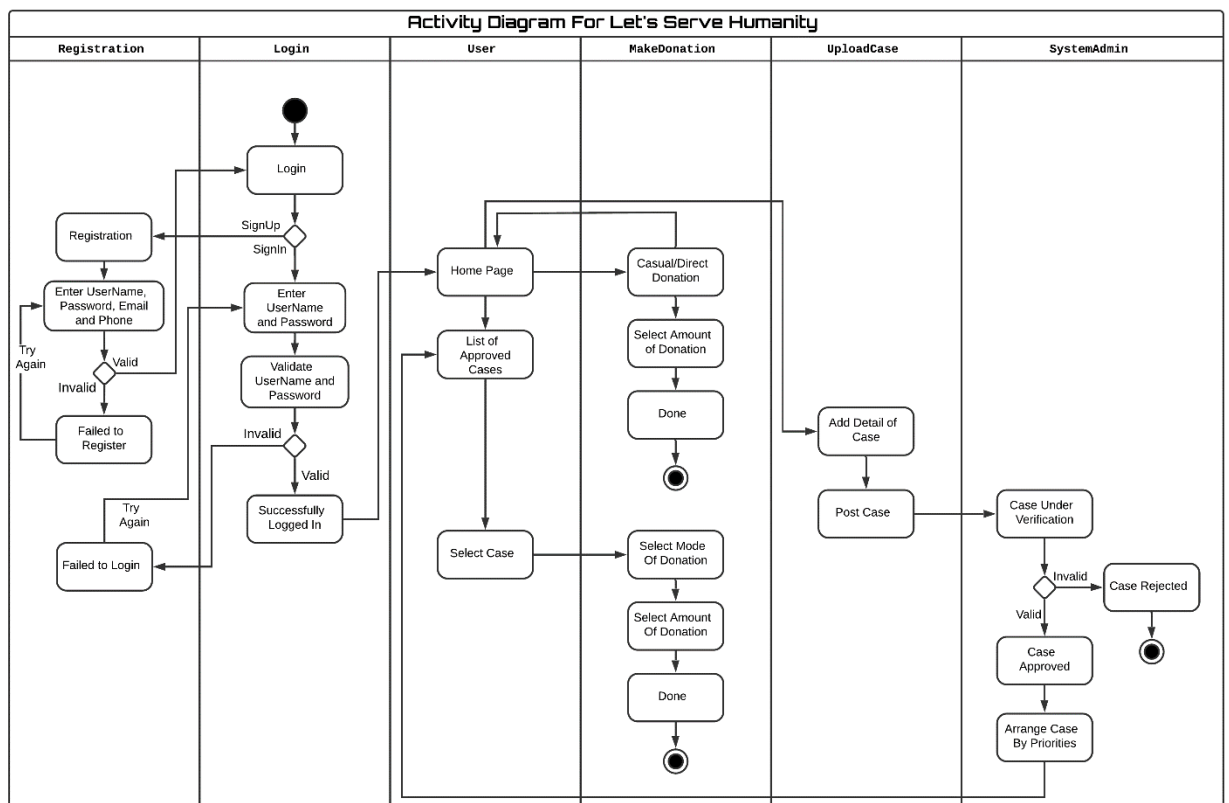 Activity Diagram For Let's Serve Humanity
Registration
Login
User
MakeDonation
UploadCase
SystemAdmin
Login
SignUp
SignIn
Registration
Enter UserName,
Password, Email
and Phone
Try
Again
Valid
Invalid
Failed to
Register
Enter
UserName
and Password
Validate
UserName and
Password
Invalid
Valid
Successfully
Logged In
Try
Again
Failed to Login
Home Page
List of
Approved
Cases
Select Case
Casual/Direct
Donation
Select Amount
of Donation
Done
Select Mode
Of Donation
Select Amount
Of Donation
Done
Add Detail of
Case
Post Case
Case Under
Verification
Invalid
Valid
Case Rejected
Case
Approved
Arrange Case
By Priorities